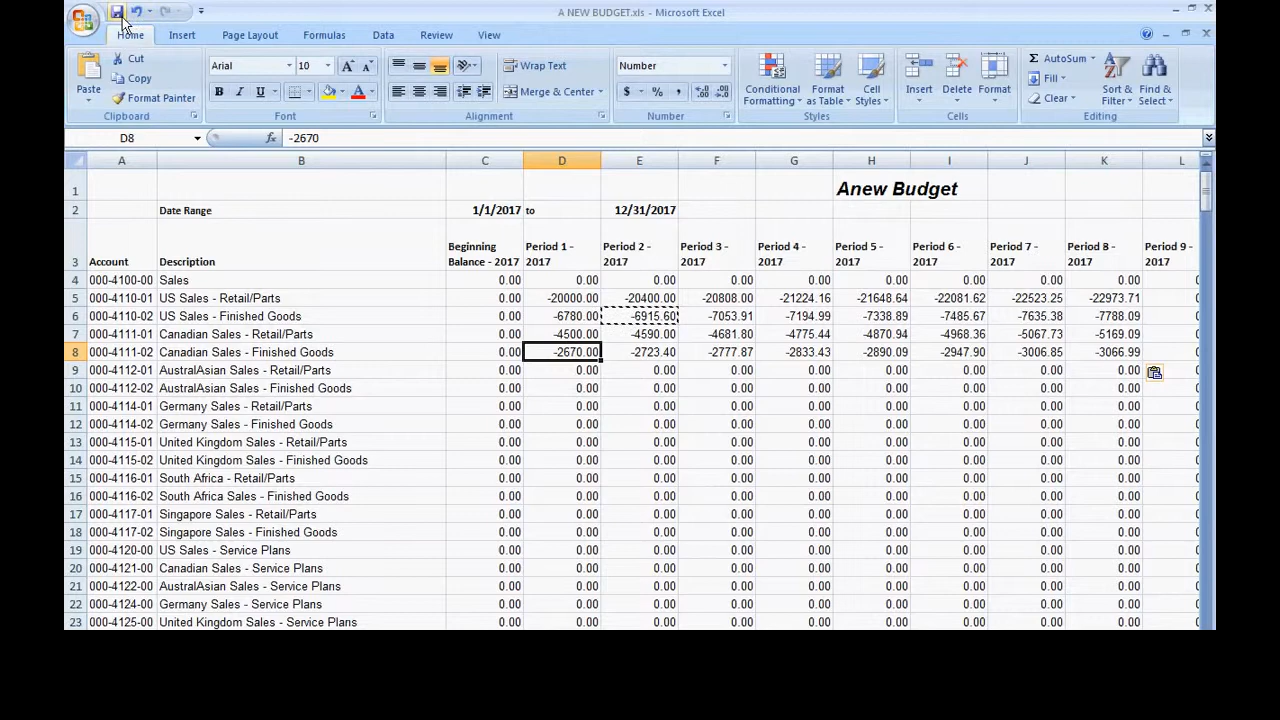 A NEW BUDGET.xls - Microsoft Excel
Home Insert Page Layout Formulas Data Review View
Cut
Copy
Format Painter
Paste
Clipboard
Arial 10
B I U
Font
Wrap Text
Merge & Center
Alignment
Number
$ % ,
Number
Conditional Formatting
Format as Table
Cell Styles
Styles
Insert Delete Format
Cells
AutoSum
Fill
Clear
Sort & Filter
Find & Select
Editing
D8 fx -2670
A B C D E F G H I J K L
1 Anew Budget
2 Date Range 1/1/2017 to 12/31/2017
Beginning Period 1 - Period 2 - Period 3 - Period 4 - Period 5 - Period 6 - Period 7 - Period 8 - Period 9 -
3 Account Description Balance - 2017 2017 2017 2017 2017 2017 2017 2017 2017 2017
4 000-4100-00 Sales 0.00 0.00 0.00 0.00 0.00 0.00 0.00 0.00 0.00
5 000-4110-01 US Sales - Retail/Parts 0.00 -20000.00 -20400.00 -20808.00 -21224.16 -21648.64 -22081.62 -22523.25 -22973.71
6 000-4110-02 US Sales - Finished Goods 0.00 -6780.00 -6915.60 -7053.91 -7194.99 -7338.89 -7485.67 -7635.38 -7788.09
7 000-4111-01 Canadian Sales - Retail/Parts 0.00 -4500.00 -4590.00 -4681.80 -4775.44 -4870.94 -4968.36 -5067.73 -5169.09
8 000-4111-02 Canadian Sales - Finished Goods 0.00 -2670.00 -2723.40 -2777.87 -2833.43 -2890.09 -2947.90 -3006.85 -3066.99
9 000-4112-01 AustralAsian Sales - Retail/Parts 0.00 0.00 0.00 0.00 0.00 0.00 0.00 0.00 0.00
10 000-4112-02 AustralAsian Sales - Finished Goods 0.00 0.00 0.00 0.00 0.00 0.00 0.00 0.00 0.00
11 000-4114-01 Germany Sales - Retail/Parts 0.00 0.00 0.00 0.00 0.00 0.00 0.00 0.00 0.00
12 000-4114-02 Germany Sales - Finished Goods 0.00 0.00 0.00 0.00 0.00 0.00 0.00 0.00 0.00
13 000-4115-01 United Kingdom Sales - Retail/Parts 0.00 0.00 0.00 0.00 0.00 0.00 0.00 0.00 0.00
14 000-4115-02 United Kingdom Sales - Finished Goods 0.00 0.00 0.00 0.00 0.00 0.00 0.00 0.00 0.00
15 000-4116-01 South Africa - Retail/Parts 0.00 0.00 0.00 0.00 0.00 0.00 0.00 0.00 0.00
16 000-4116-02 South Africa Sales - Finished Goods 0.00 0.00 0.00 0.00 0.00 0.00 0.00 0.00 0.00
17 000-4117-01 Singapore Sales - Retail/Parts 0.00 0.00 0.00 0.00 0.00 0.00 0.00 0.00 0.00
18 000-4117-02 Singapore Sales - Finished Goods 0.00 0.00 0.00 0.00 0.00 0.00 0.00 0.00 0.00
19 000-4120-00 US Sales - Service Plans 0.00 0.00 0.00 0.00 0.00 0.00 0.00 0.00 0.00
20 000-4121-00 Canadian Sales - Service Plans 0.00 0.00 0.00 0.00 0.00 0.00 0.00 0.00 0.00
21 000-4122-00 AustralAsian Sales - Service Plans 0.00 0.00 0.00 0.00 0.00 0.00 0.00 0.00 0.00
22 000-4124-00 Germany Sales - Service Plans 0.00 0.00 0.00 0.00 0.00 0.00 0.00 0.00 0.00
23 000-4125-00 United Kingdom Sales - Service Plans 0.00 0.00 0.00 0.00 0.00 0.00 0.00 0.00 0.00